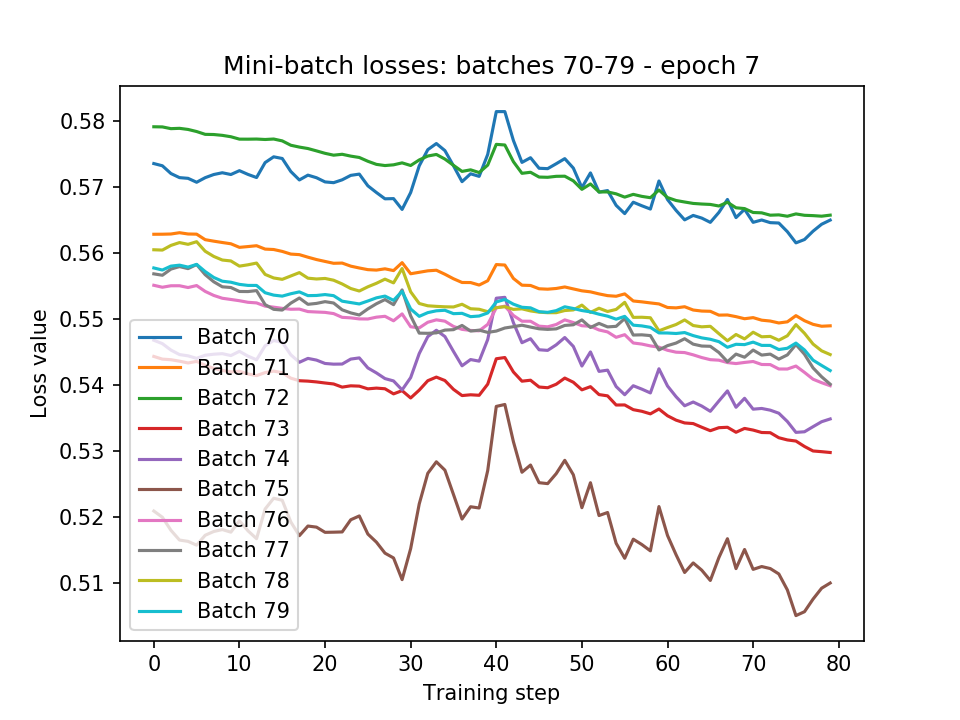 Mini-batch losses: batches 70-79 - epoch 7
Loss value
0.58
0.57
0.56
0.55
0.54
0.53
0.52
0.51
Batch 70
Batch 71
Batch 72
Batch 73
Batch 74
Batch 75
Batch 76
Batch 77
Batch 78
Batch 79
0 10 20 30 40 50 60 70 80
Training step